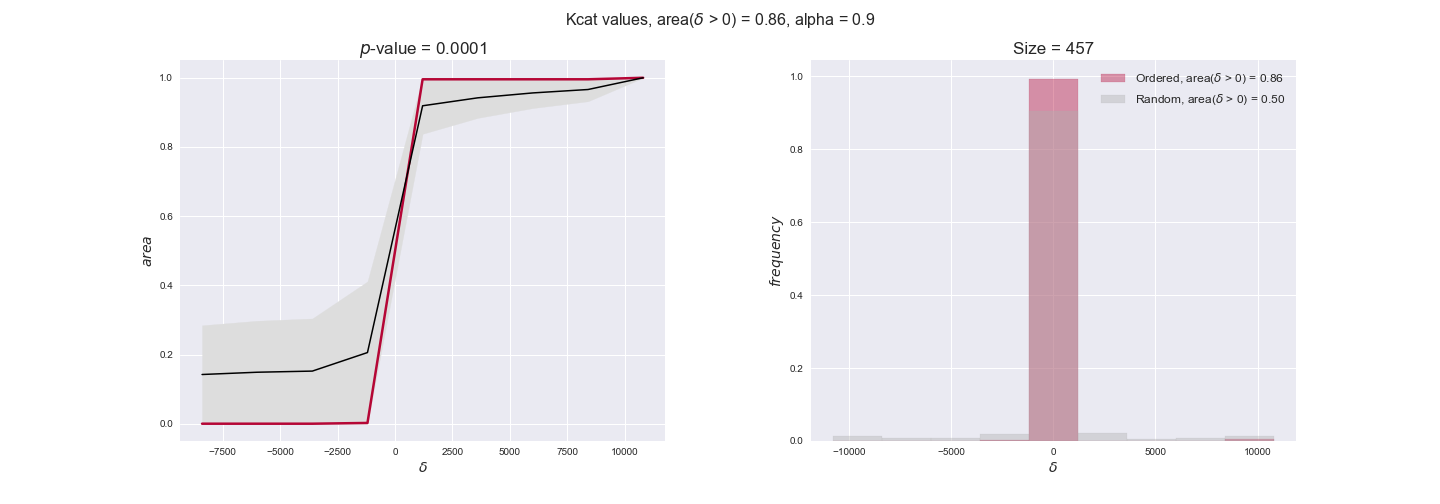 Kcat values, area(δ > 0) = 0.86, alpha = 0.9
p-value = 0.0001
1.0
0.8
0.6
0.4
0.2
0.0
area
−7500 −5000 −2500 0 2500 5000 7500 10000
δ
Size = 457
Ordered, area(δ > 0) = 0.86
Random, area(δ > 0) = 0.50
1.0
0.8
0.6
0.4
0.2
0.0
frequency
−10000 −5000 0 5000 10000
δ